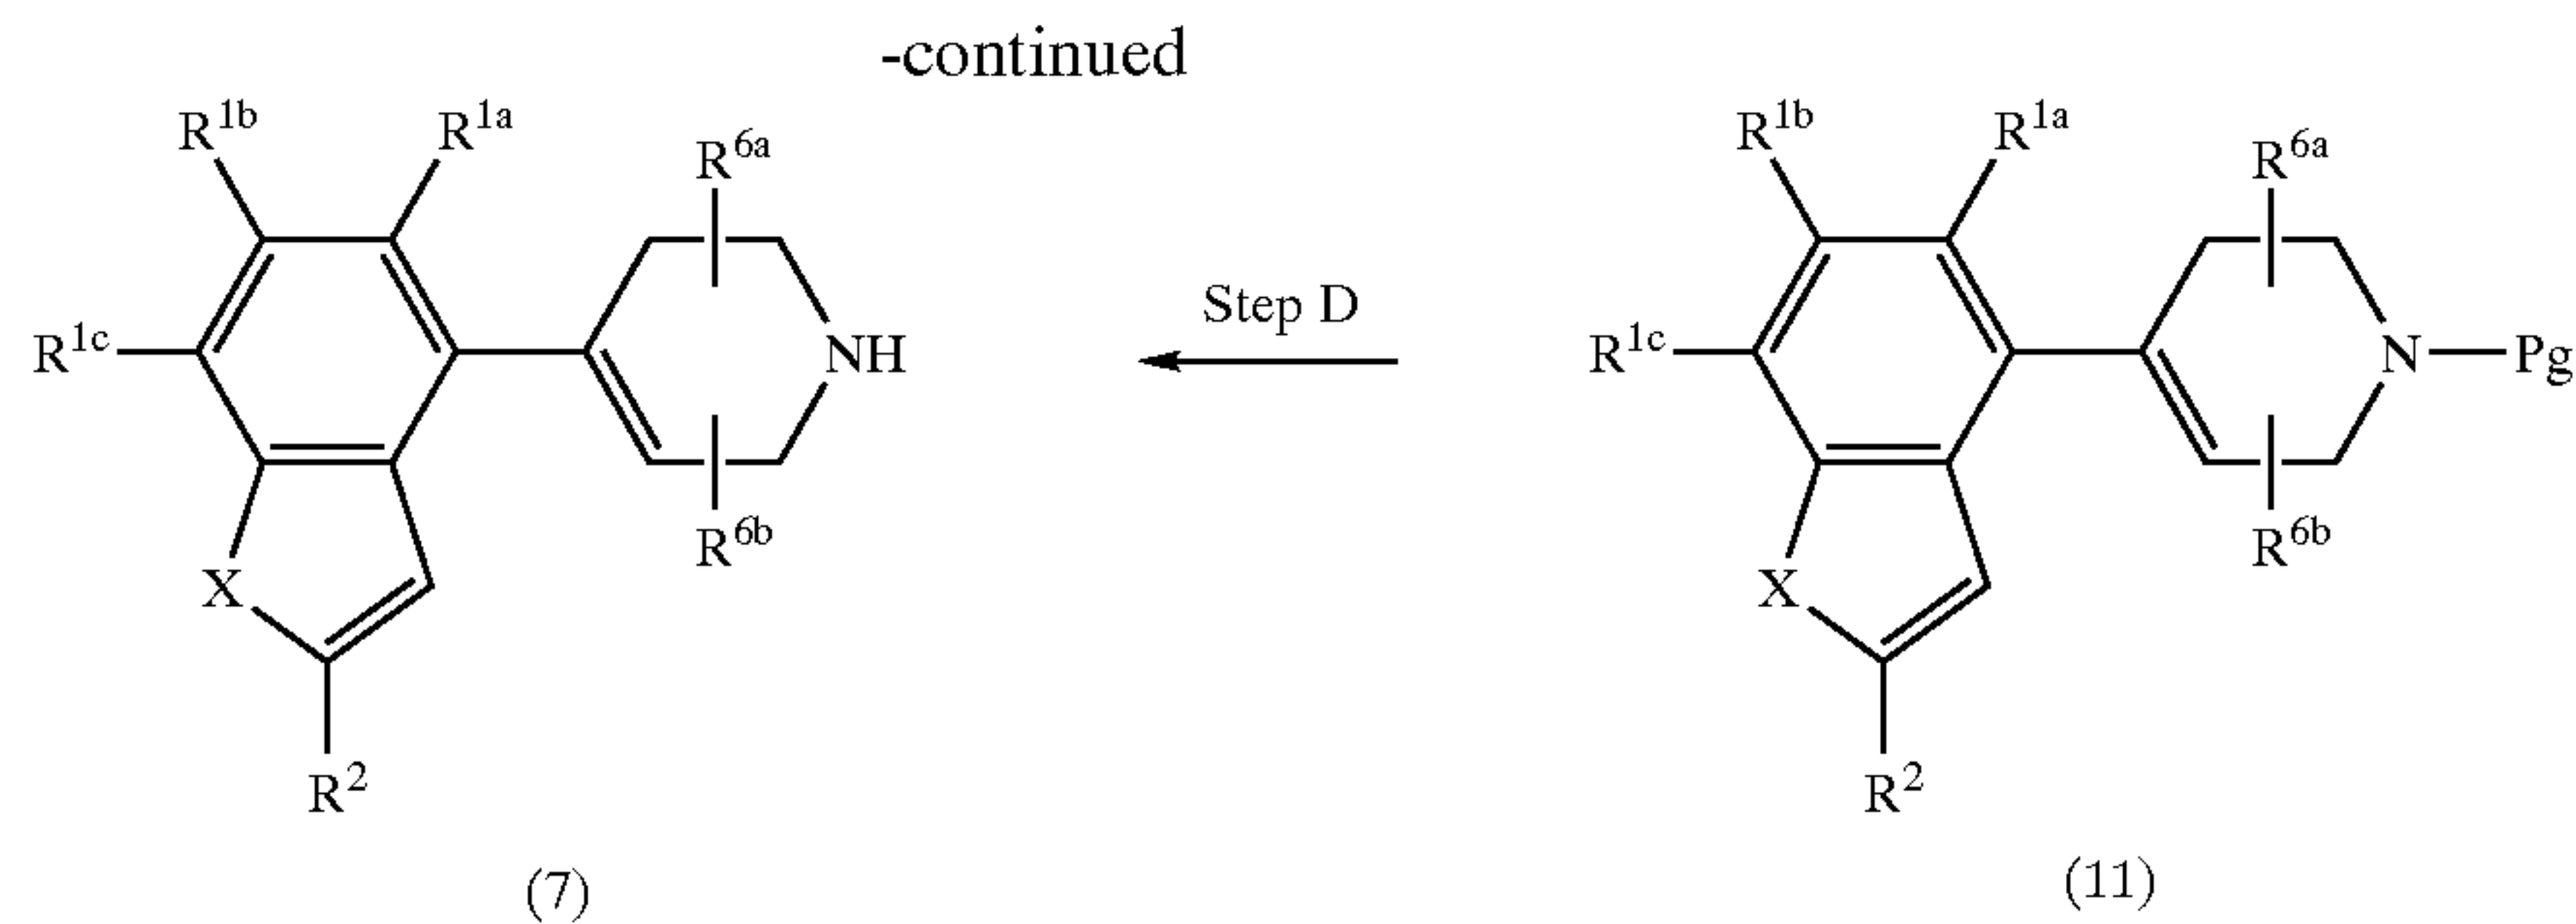 -continued
R1b R1a R6a
R1c NH
R6b
X
R2
(7)
Step D
R1b R1a R6a
R1c N Pg
R6b
X
R2
(11)